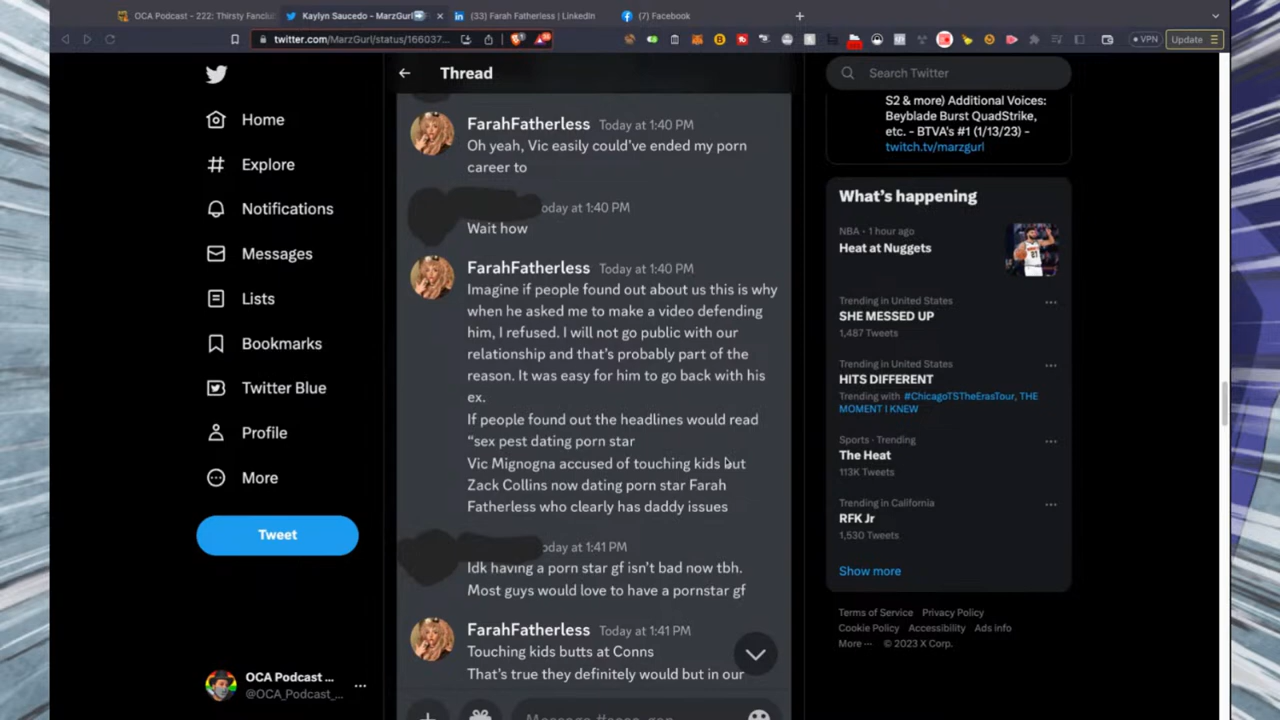 OCA Podcast - 222: Thirsty Fanclu
Kaylyn Saucedo - MarzGurl
(33) Farah Fatherless | LinkedIn
(7) Facebook
twitter.com/MarzGurl/status/166037...
VPN
Update
Thread
Search Twitter
Home
Explore
Notifications
Messages
Lists
Bookmarks
Twitter Blue
Profile
More
Tweet
OCA Podcast ...
@OCA_Podcast_...
FarahFatherless Today at 1:40 PM
Oh yeah, Vic easily could've ended my porn
career to
oday at 1:40 PM
Wait how
FarahFatherless Today at 1:40 PM
Imagine if people found out about us this is why
when he asked me to make a video defending
him, I refused. I will not go public with our
relationship and that's probably part of the
reason. It was easy for him to go back with his
ex.
If people found out the headlines would read
“sex pest dating porn star
Vic Mignogna accused of touching kids but
Zack Collins now dating porn star Farah
Fatherless who clearly has daddy issues
oday at 1:41 PM
Idk having a porn star gf isn't bad now tbh.
Most guys would love to have a pornstar gf
FarahFatherless Today at 1:41 PM
Touching kids butts at Conns
That's true they definitely would but in our
S2 & more) Additional Voices:
Beyblade Burst QuadStrike,
etc. - BTVA's #1 (1/13/23) -
twitch.tv/marzgurl
What's happening
NBA · 1 hour ago
Heat at Nuggets
Trending in United States
SHE MESSED UP
1,487 Tweets
Trending in United States
HITS DIFFERENT
Trending with #ChicagoTSTheErasTour, THE
MOMENT I KNEW
Sports · Trending
The Heat
113K Tweets
Trending in California
RFK Jr
1,530 Tweets
Show more
Terms of Service Privacy Policy
Cookie Policy Accessibility Ads info
More ··· © 2023 X Corp.